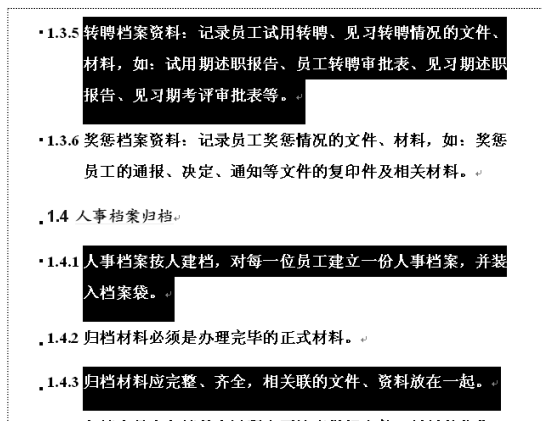 1.3.5 转聘档案资料：记录员工试用转聘、见习转聘情况的文件、
材料，如：试用期述职报告、员工转聘审批表、见习期述职
报告、见习期考评审批表等。
1.3.6 奖惩档案资料：记录员工奖惩情况的文件、材料，如：奖惩
员工的通报、决定、通知等文件的复印件及相关材料。
1.4 人事档案归档
1.4.1 人事档案按人建档，对每一位员工建立一份人事档案，并装
入档案袋。
1.4.2 归档材料必须是办理完毕的正式材料。
1.4.3 归档材料应完整、齐全，相关联的文件、资料放在一起。